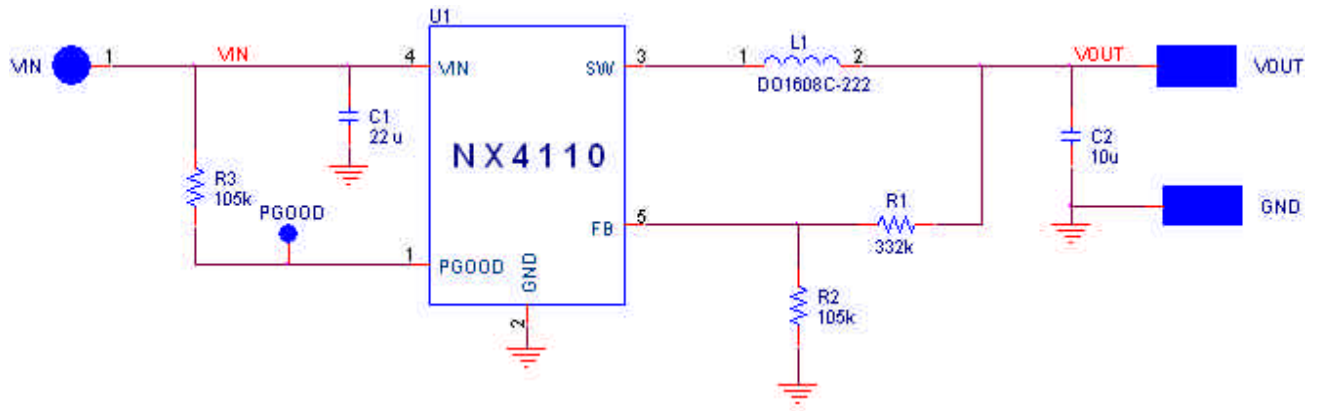 U1
VIN
1
VIN
4
VIN
SW
3
1
L1
2
DO1608C-222
VOUT
VOUT
C1
22 u
C2
10u
NX4110
R3
105k
PGOOD
FB
5
R1
332k
GND
1
PGOOD
GND
2
R2
105k